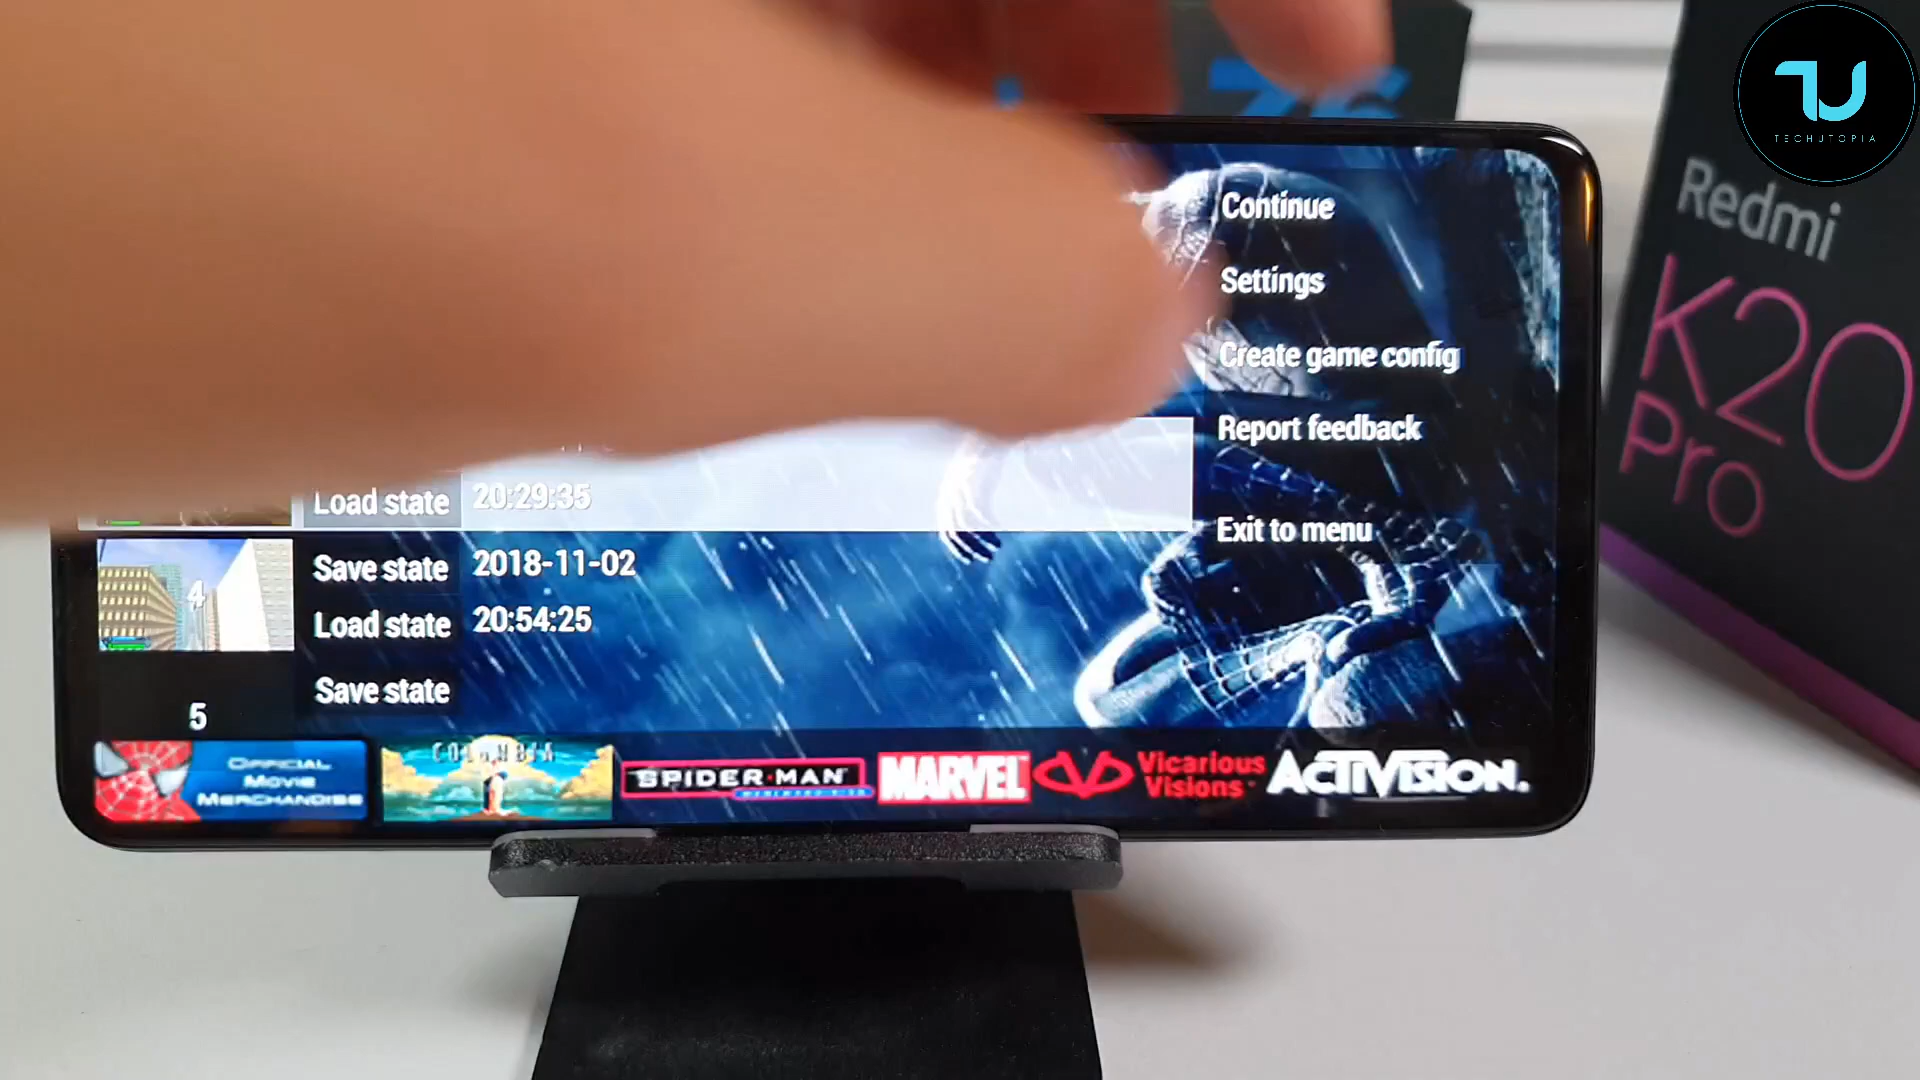 TU
TECHUTOPIA
Redmi
K20
Pro
Continue
Settings
Create game config
Report feedback
Exit to menu
Load state
20:29:35
4
Save state
2018-11-02
Load state
20:54:25
Save state
5
OFFICIAL
MOVIE
MERCHANDISE
COLUMBIA
SPIDER-MAN
MARVEL
Vicarious
Visions
ACTIVISION.